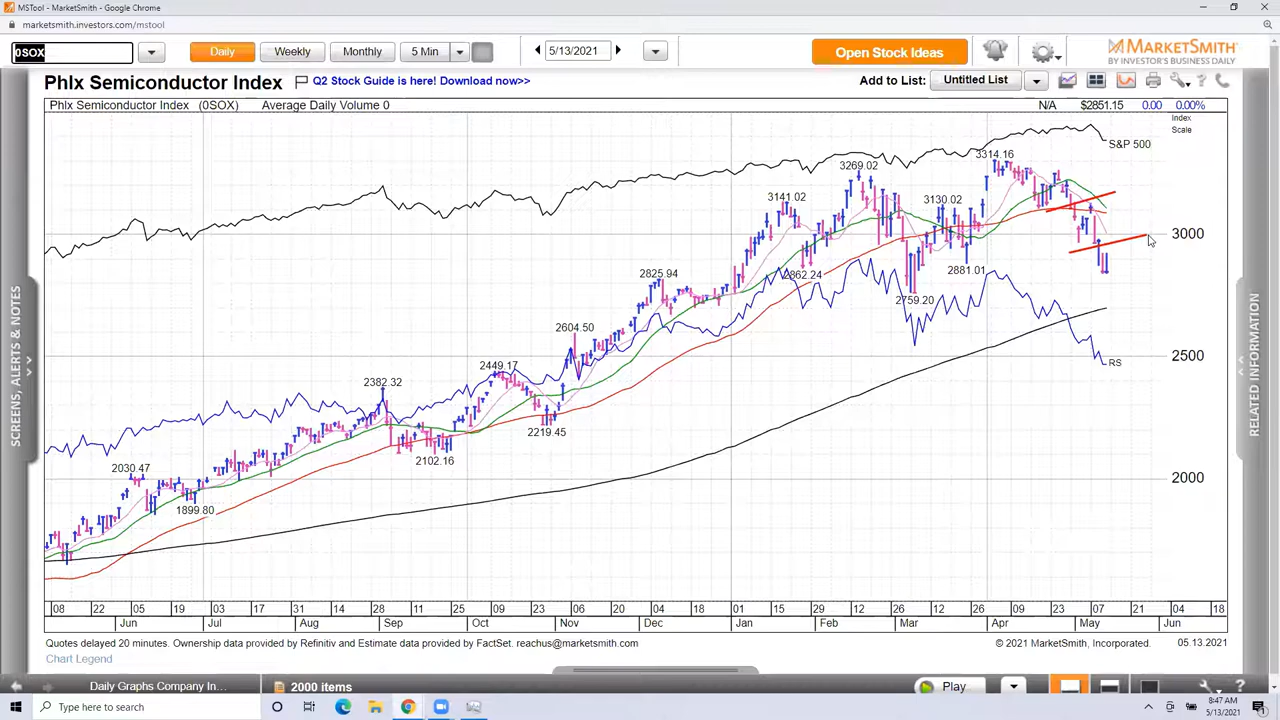 MSTool - MarketSmith - Google Chrome
marketsmith.investors.com/mstool
0SOX Daily Weekly Monthly 5 Min 5/13/2021 Open Stock Ideas MARKETSMITH
BY INVESTOR'S BUSINESS DAILY
Phlx Semiconductor Index Q2 Stock Guide is here! Download now>> Add to List: Untitled List
Phlx Semiconductor Index (0SOX) Average Daily Volume 0 N/A $2851.15 0.00 0.00%
Index
Scale
S&P 500
3314.16
3269.02
3141.02
3130.02
3000
2862.24
2881.01
2825.94
2759.20
2604.50
2500
RS
2449.17
2382.32
2219.45
2102.16
2030.47
2000
1899.80
08 22 05 19 03 17 31 14 28 11 25 09 23 06 20 04 18 01 15 29 12 26 12 26 09 23 07 21 04 18
Jun Jul Aug Sep Oct Nov Dec Jan Feb Mar Apr May Jun
Quotes delayed 20 minutes. Ownership data provided by Refinitiv and Estimate data provided by FactSet. reachus@marketsmith.com © 2021 MarketSmith, Incorporated. 05.13.2021
Chart Legend
SCREENS, ALERTS & NOTES
RELATED INFORMATION
Daily Graphs Company In... 2000 items Play
Type here to search
8:47 AM
5/13/2021